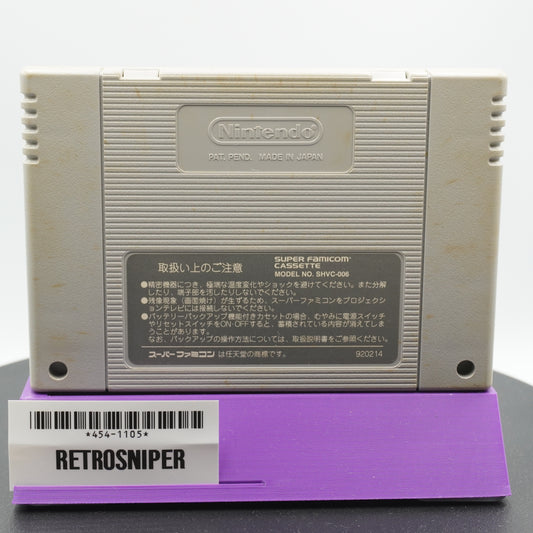 Nintendo
PAT. PEND. MADE IN JAPAN
取扱い上のご注意
SUPER FAMICOM
CASSETTE
MODEL NO. SHVC-006
●精密機器につき、極端な温度変化やショックを避けてください。また分解
したり、端子部を汚したりしないでください。
●残像現象(画面焼け)が生ずるため、スーパーファミコンをプロジェクシ
ョンテレビには接続しないでください。
●バッテリーバックアップ機能付きカセットの場合、むやみに電源スイッチ
やリセットスイッチをON・OFFすると、蓄積されている内容が消えてしま
うことがあります。
なお、バックアップの操作方法については、取扱説明書をご参照ください。
スーパーファミコン は任天堂の商標です。
920214
*454-1105*
RETROSNIPER